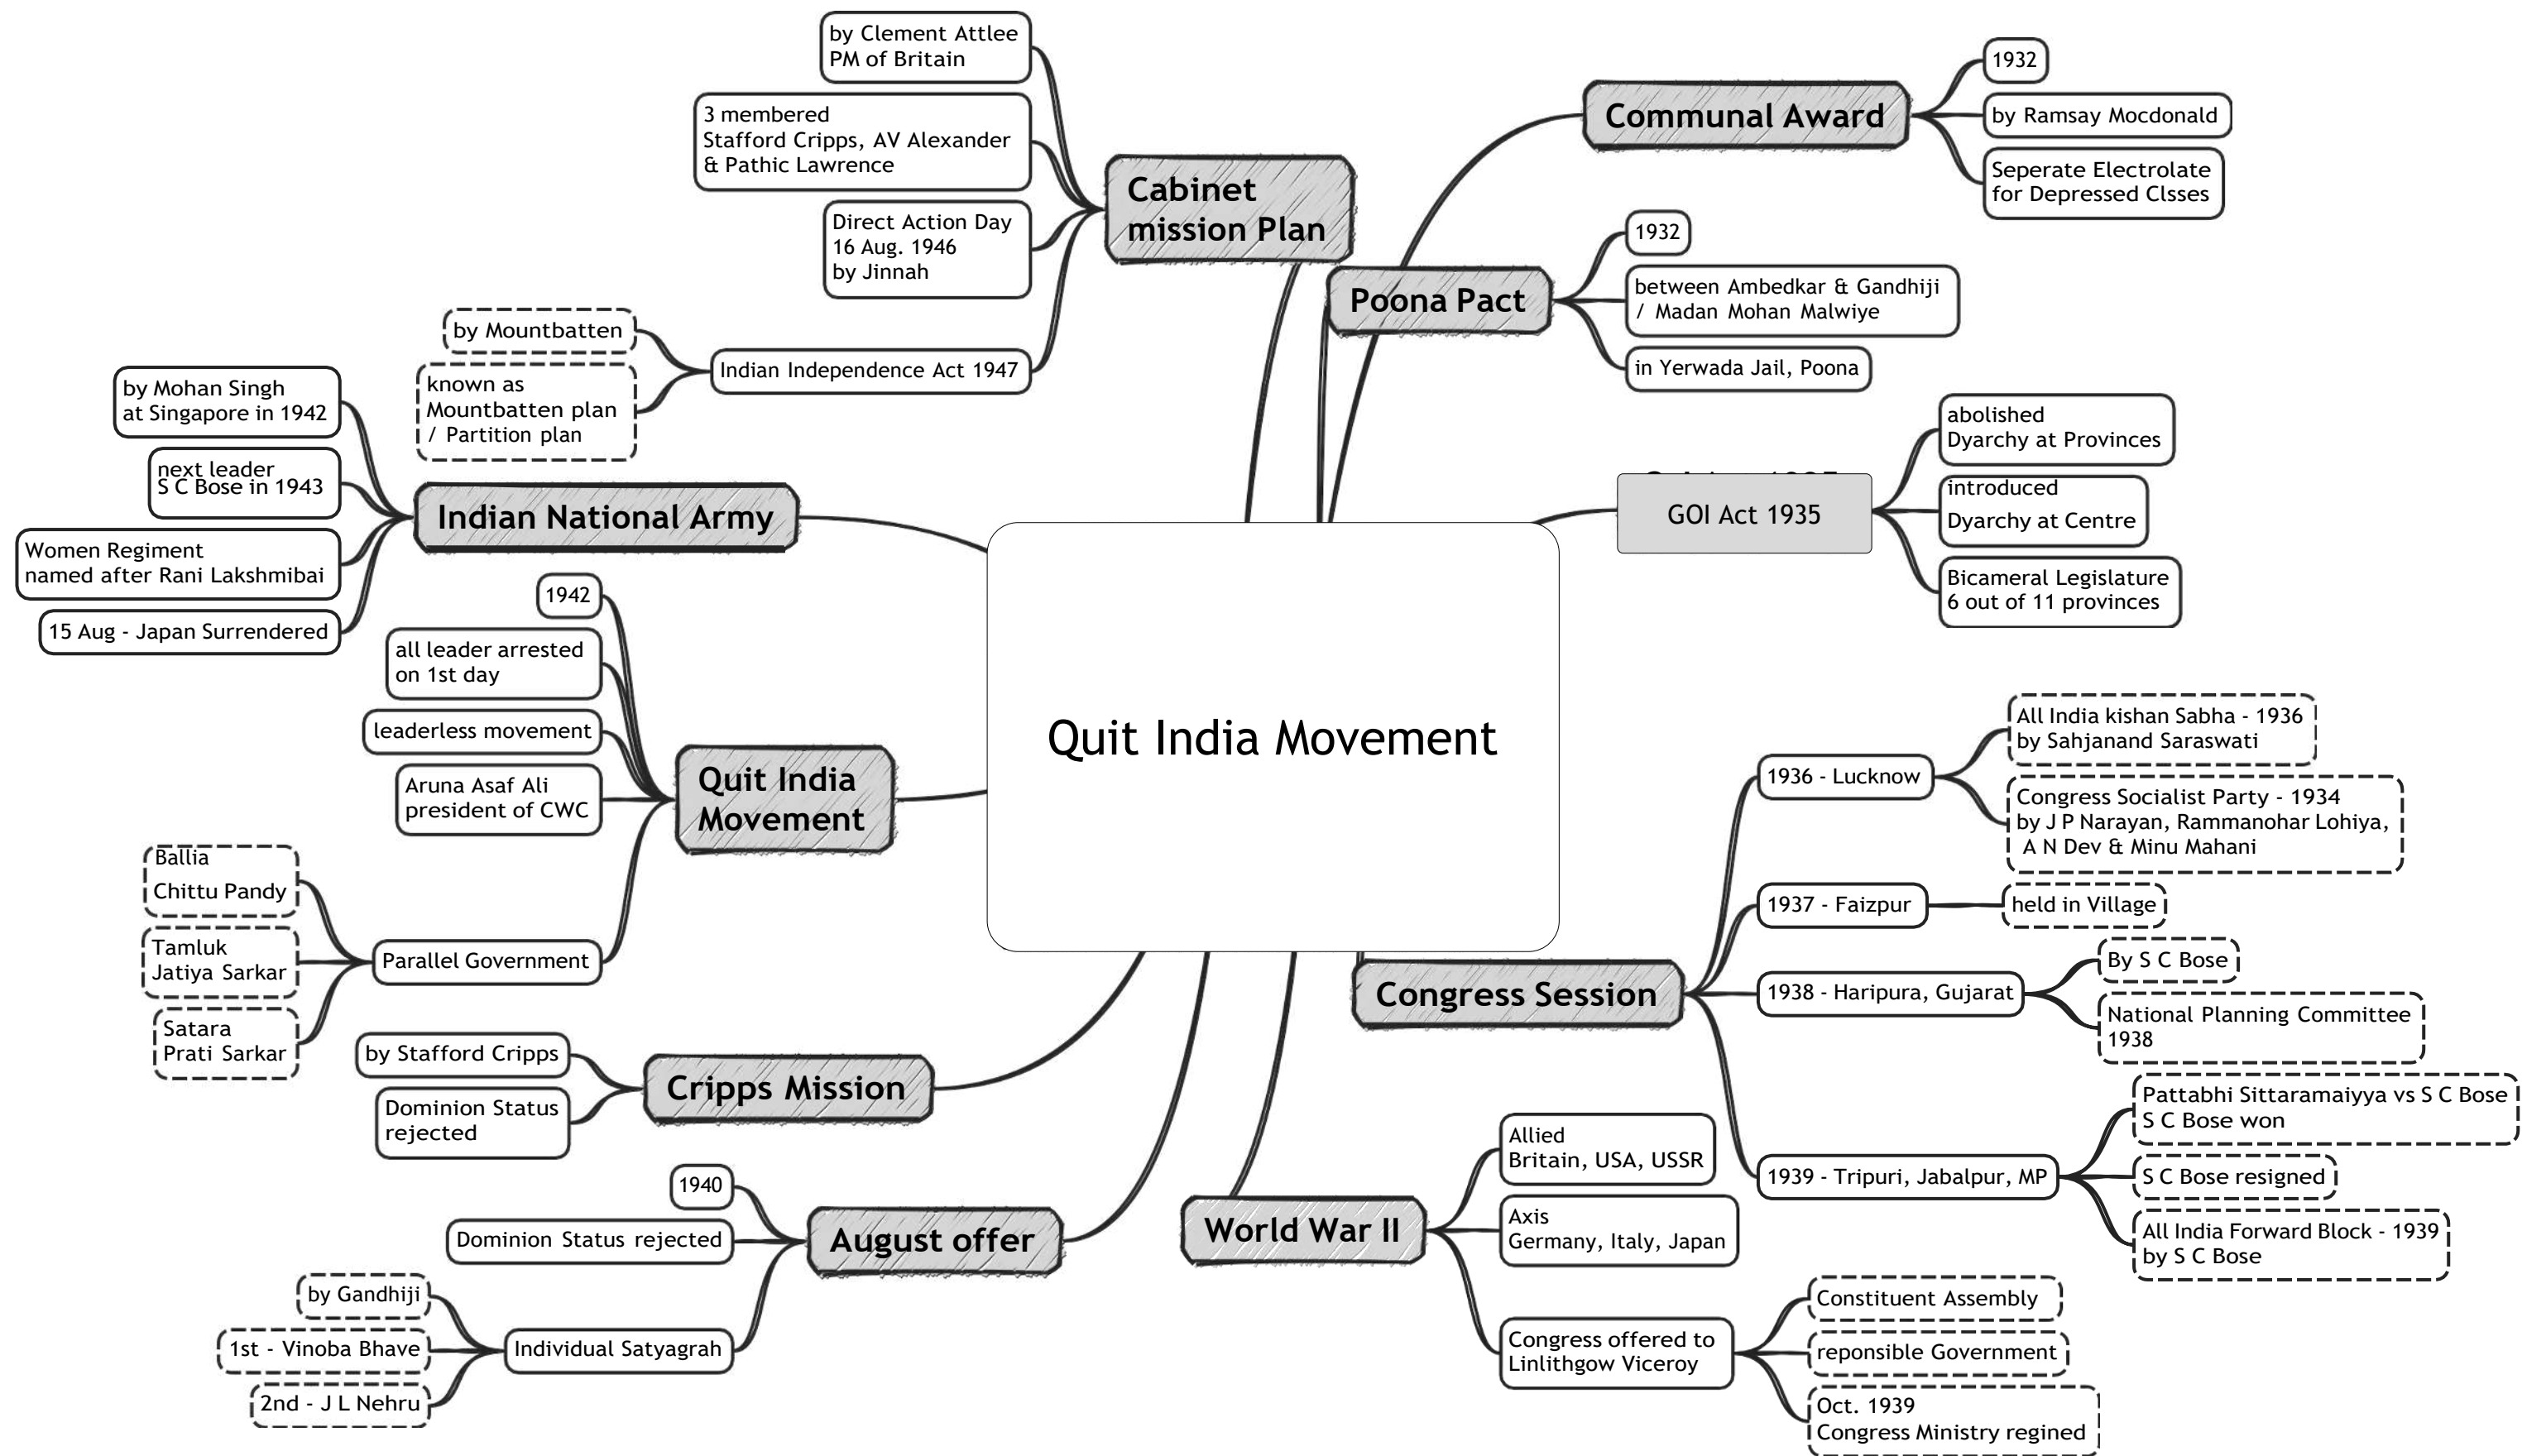 Quit India Movement
Communal Award
1932
by Ramsay Mocdonald
Seperate Electrolate
for Depressed Clsses
Poona Pact
1932
between Ambedkar & Gandhiji
/ Madan Mohan Malwiye
in Yerwada Jail, Poona
GOI Act 1935
abolished
Dyarchy at Provinces
introduced
Dyarchy at Centre
Bicameral Legislature
6 out of 11 provinces
Congress Session
1936 - Lucknow
All India kishan Sabha - 1936
by Sahjanand Saraswati
Congress Socialist Party - 1934
by J P Narayan, Rammanohar Lohiya,
A N Dev & Minu Mahani
1937 - Faizpur
held in Village
1938 - Haripura, Gujarat
By S C Bose
National Planning Committee
1938
1939 - Tripuri, Jabalpur, MP
Pattabhi Sittaramaiyya vs S C Bose
S C Bose won
S C Bose resigned
All India Forward Block - 1939
by S C Bose
World War II
Allied
Britain, USA, USSR
Axis
Germany, Italy, Japan
Congress offered to
Linlithgow Viceroy
Constituent Assembly
reponsible Government
Oct. 1939
Congress Ministry regined
August offer
1940
Dominion Status rejected
Individual Satyagrah
by Gandhiji
1st - Vinoba Bhave
2nd - J L Nehru
Cripps Mission
by Stafford Cripps
Dominion Status
rejected
Quit India
Movement
1942
all leader arrested
on 1st day
leaderless movement
Aruna Asaf Ali
president of CWC
Parallel Government
Ballia
Chittu Pandy
Tamluk
Jatiya Sarkar
Satara
Prati Sarkar
Indian National Army
by Mohan Singh
at Singapore in 1942
next leader
S C Bose in 1943
Women Regiment
named after Rani Lakshmibai
15 Aug - Japan Surrendered
Cabinet
mission Plan
by Clement Attlee
PM of Britain
3 membered
Stafford Cripps, AV Alexander
& Pathic Lawrence
Direct Action Day
16 Aug. 1946
by Jinnah
Indian Independence Act 1947
by Mountbatten
known as
Mountbatten plan
/ Partition plan